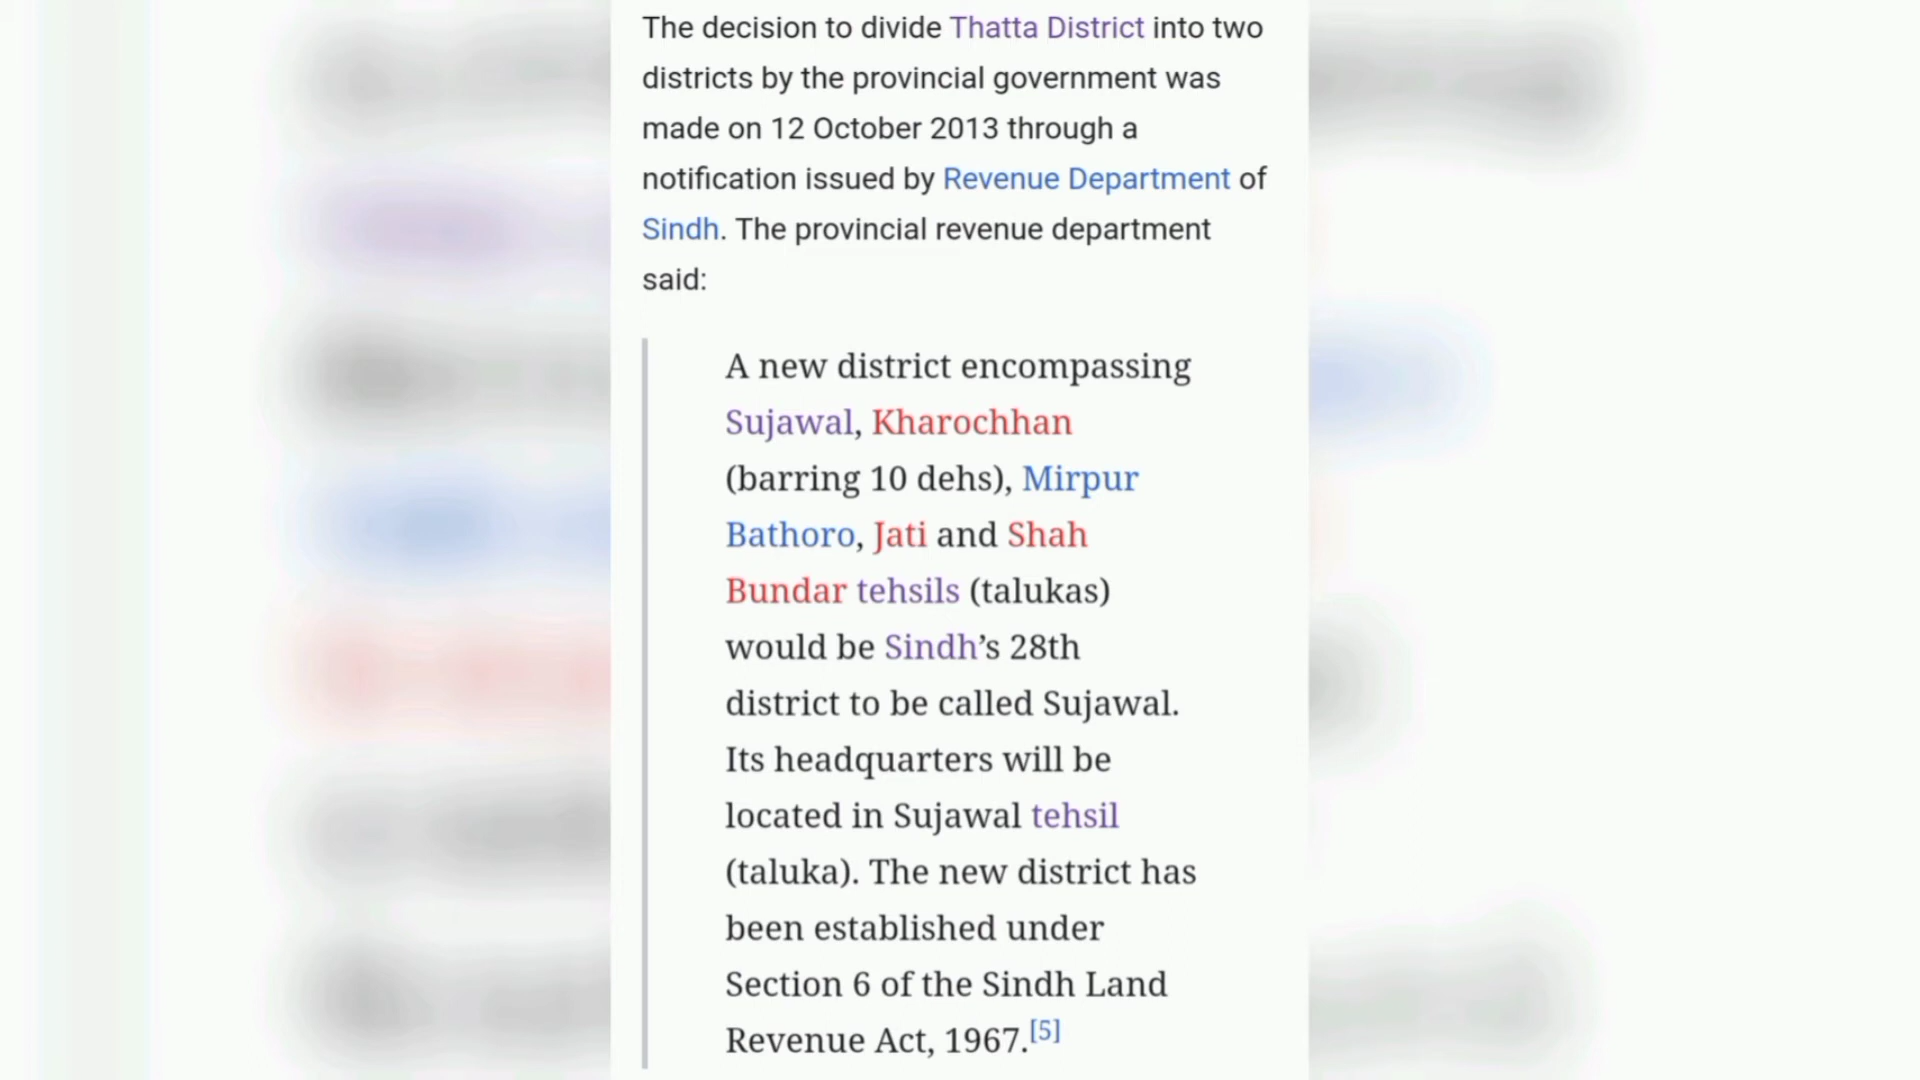 The decision to divide Thatta District into two
districts by the provincial government was
made on 12 October 2013 through a
notification issued by Revenue Department of
Sindh. The provincial revenue department
said:
A new district encompassing
Sujawal, Kharochhan
(barring 10 dehs), Mirpur
Bathoro, Jati and Shah
Bundar tehsils (talukas)
would be Sindh’s 28th
district to be called Sujawal.
Its headquarters will be
located in Sujawal tehsil
(taluka). The new district has
been established under
Section 6 of the Sindh Land
Revenue Act, 1967.[5]